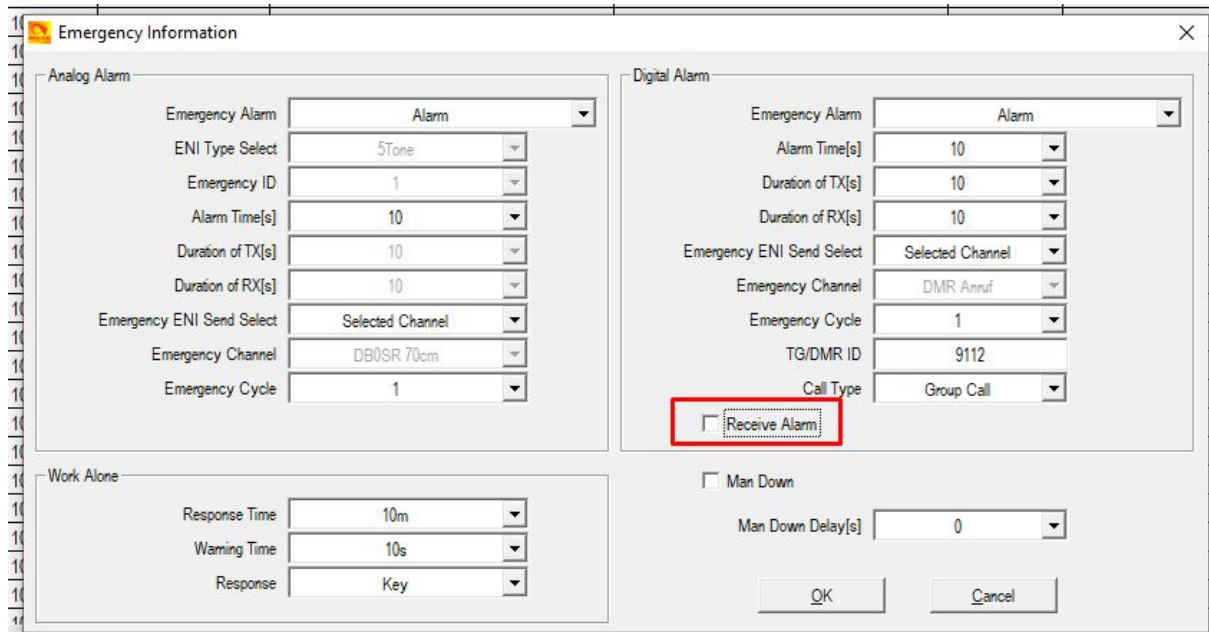 Emergency Information
Analog Alarm
Emergency Alarm Alarm
ENI Type Select 5Tone
Emergency ID 1
Alarm Time[s] 10
Duration of TX[s] 10
Duration of RX[s] 10
Emergency ENI Send Select Selected Channel
Emergency Channel DB0SR 70cm
Emergency Cycle 1
Digital Alarm
Emergency Alarm Alarm
Alarm Time[s] 10
Duration of TX[s] 10
Duration of RX[s] 10
Emergency ENI Send Select Selected Channel
Emergency Channel DMR Anruf
Emergency Cycle 1
TG/DMR ID 9112
Call Type Group Call
Receive Alarm
Work Alone
Response Time 10m
Warning Time 10s
Response Key
Man Down
Man Down Delay[s] 0
OK Cancel